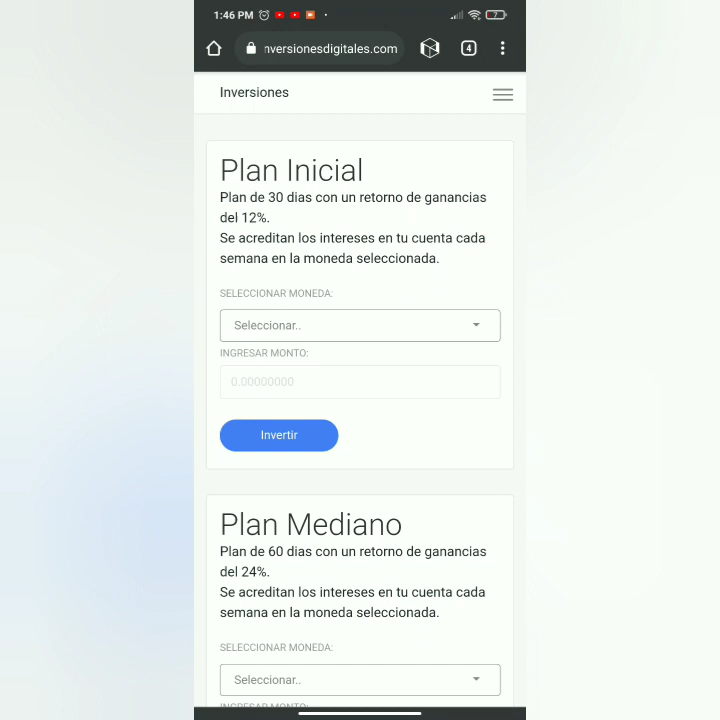 1:46 PM
7
nversionesdigitales.com
4
Inversiones
Plan Inicial
Plan de 30 dias con un retorno de ganancias
del 12%.
Se acreditan los intereses en tu cuenta cada
semana en la moneda seleccionada.
SELECCIONAR MONEDA:
Seleccionar..
INGRESAR MONTO:
0.00000000
Invertir
Plan Mediano
Plan de 60 dias con un retorno de ganancias
del 24%.
Se acreditan los intereses en tu cuenta cada
semana en la moneda seleccionada.
SELECCIONAR MONEDA:
Seleccionar..
INGRESAR MONTO: